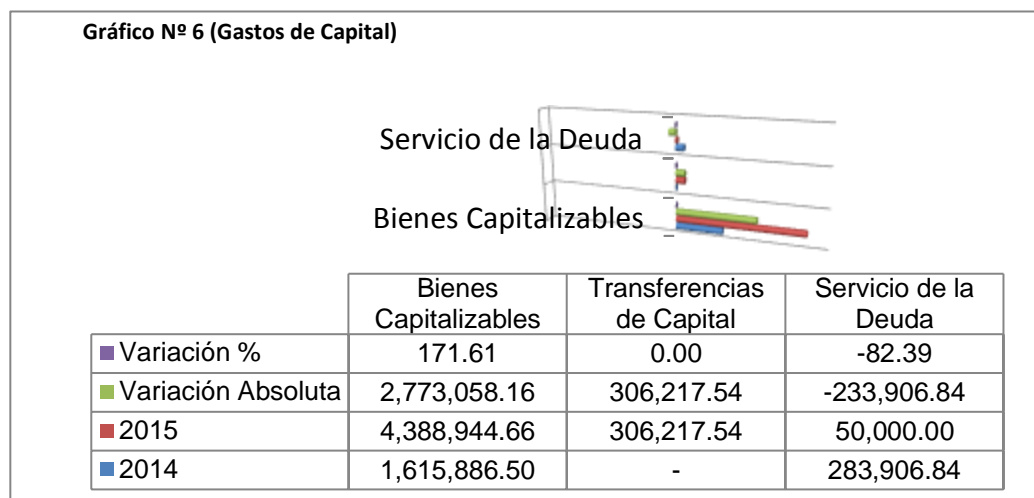 Gráfico Nº 6 (Gastos de Capital)
Servicio de la Deuda
Bienes Capitalizables
Bienes Capitalizables Transferencias de Capital Servicio de la Deuda
Variación % 171.61 0.00 -82.39
Variación Absoluta 2,773,058.16 306,217.54 -233,906.84
2015 4,388,944.66 306,217.54 50,000.00
2014 1,615,886.50 - 283,906.84